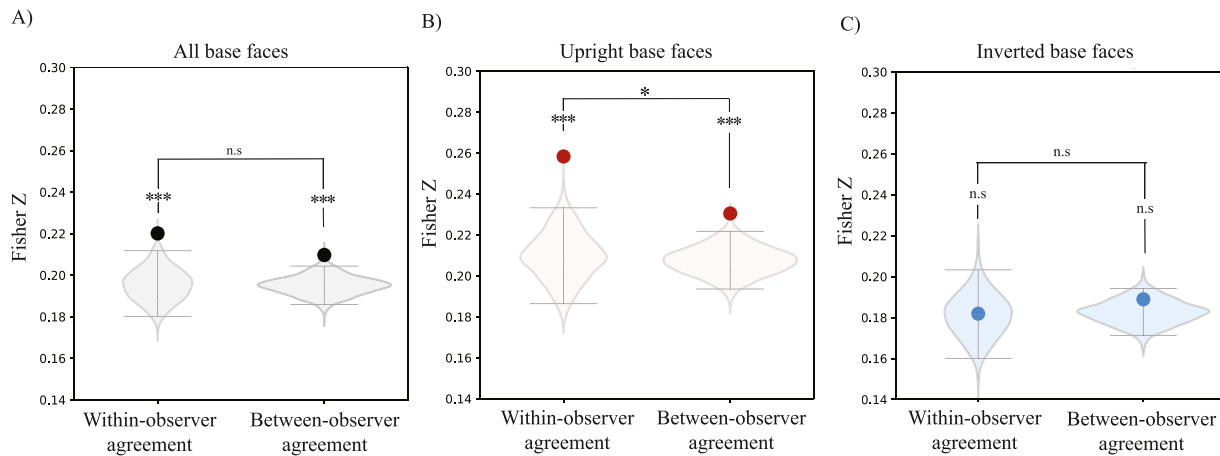 A)
All base faces
0.30
0.28
0.26
0.24
0.22
0.20
0.18
0.16
0.14
Fisher Z
n.s
***
***
Within-observer
agreement
Between-observer
agreement
B)
Upright base faces
0.30
0.28
0.26
0.24
0.22
0.21
0.20
0.18
0.16
0.14
Fisher Z
*
***
***
Within-observer
agreement
Between-observer
agreement
C)
Inverted base faces
0.30
0.28
0.26
0.24
0.22
0.20
0.18
0.16
0.14
Fisher Z
n.s
n.s
n.s
Within-observer
agreement
Between-observer
agreement